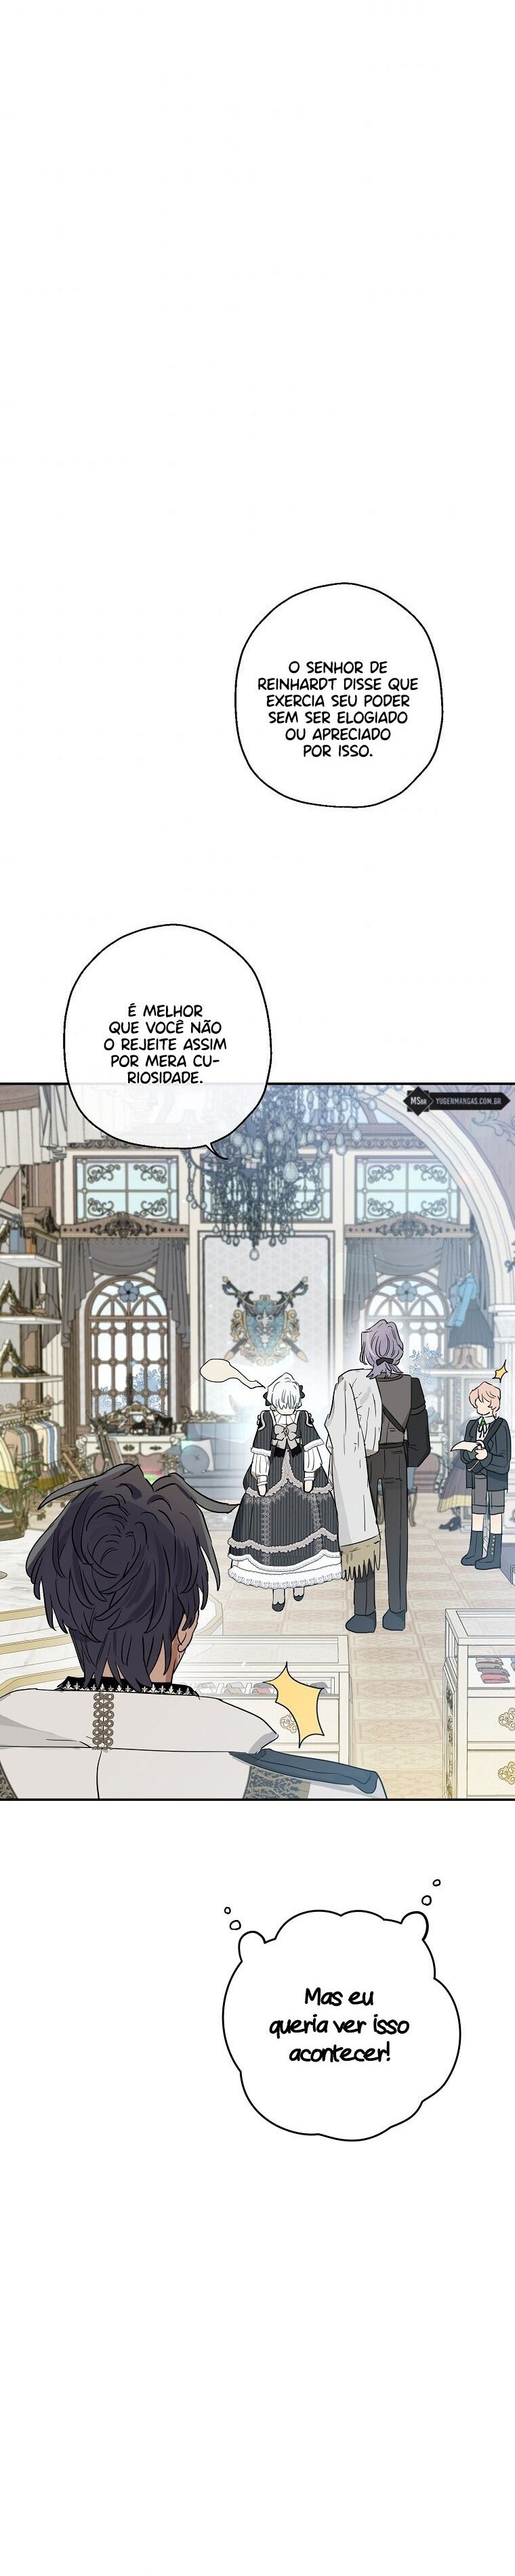 O SENHOR DE
REINHARDT DISSE QUE
EXERCIA SEU PODER
SEM SER ELOGIADO
OU APRECIADO
POR ISSO.
É MELHOR
QUE VOCÊ NÃO
O REJEITE ASSIM
POR MERA CU-
RIOSIDADE.
MSBR YUGENMANGAS.COM.BR
Mas eu
queria ver isso
acontecer!